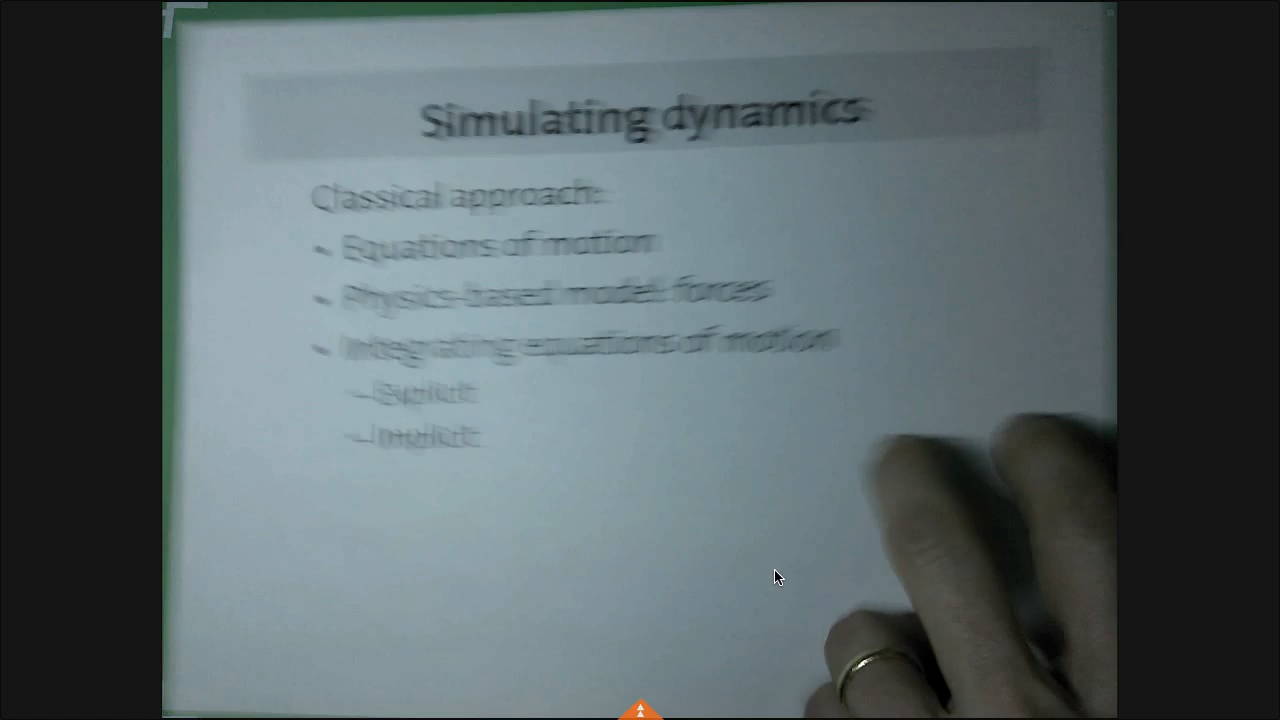 Simulating dynamics
Classical approach:
• Equations of motion
• Physics-based model: forces
• Integrating equations of motion
– Explicit
– Implicit